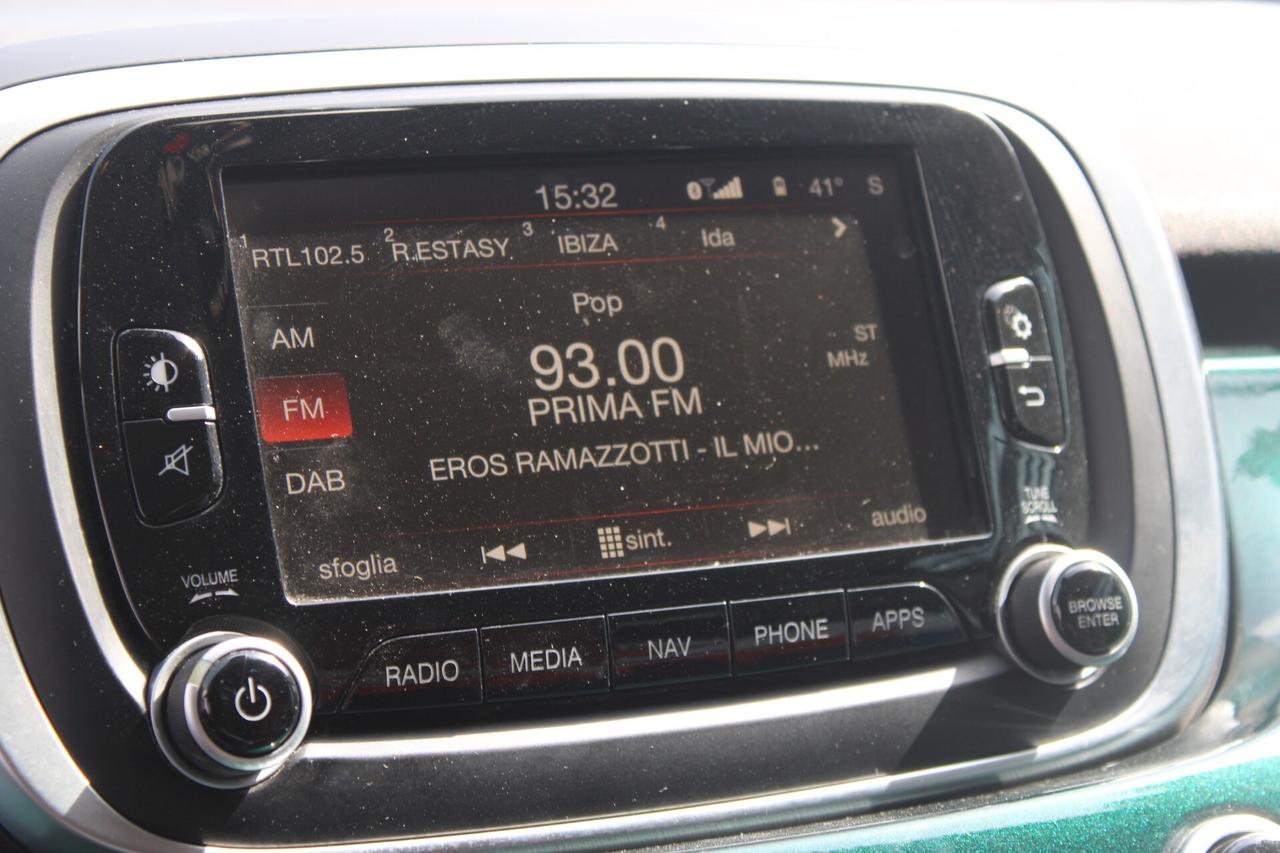 15:32 41° S
1 RTL102.5 2 R.ESTASY 3 IBIZA 4 Ida
Pop
AM
ST
93.00 MHz
FM
PRIMA FM
EROS RAMAZZOTTI - IL MIO...
DAB
sfoglia sint. audio
TUNE
SCROLL
VOLUME
RADIO MEDIA NAV PHONE APPS
BROWSE
ENTER